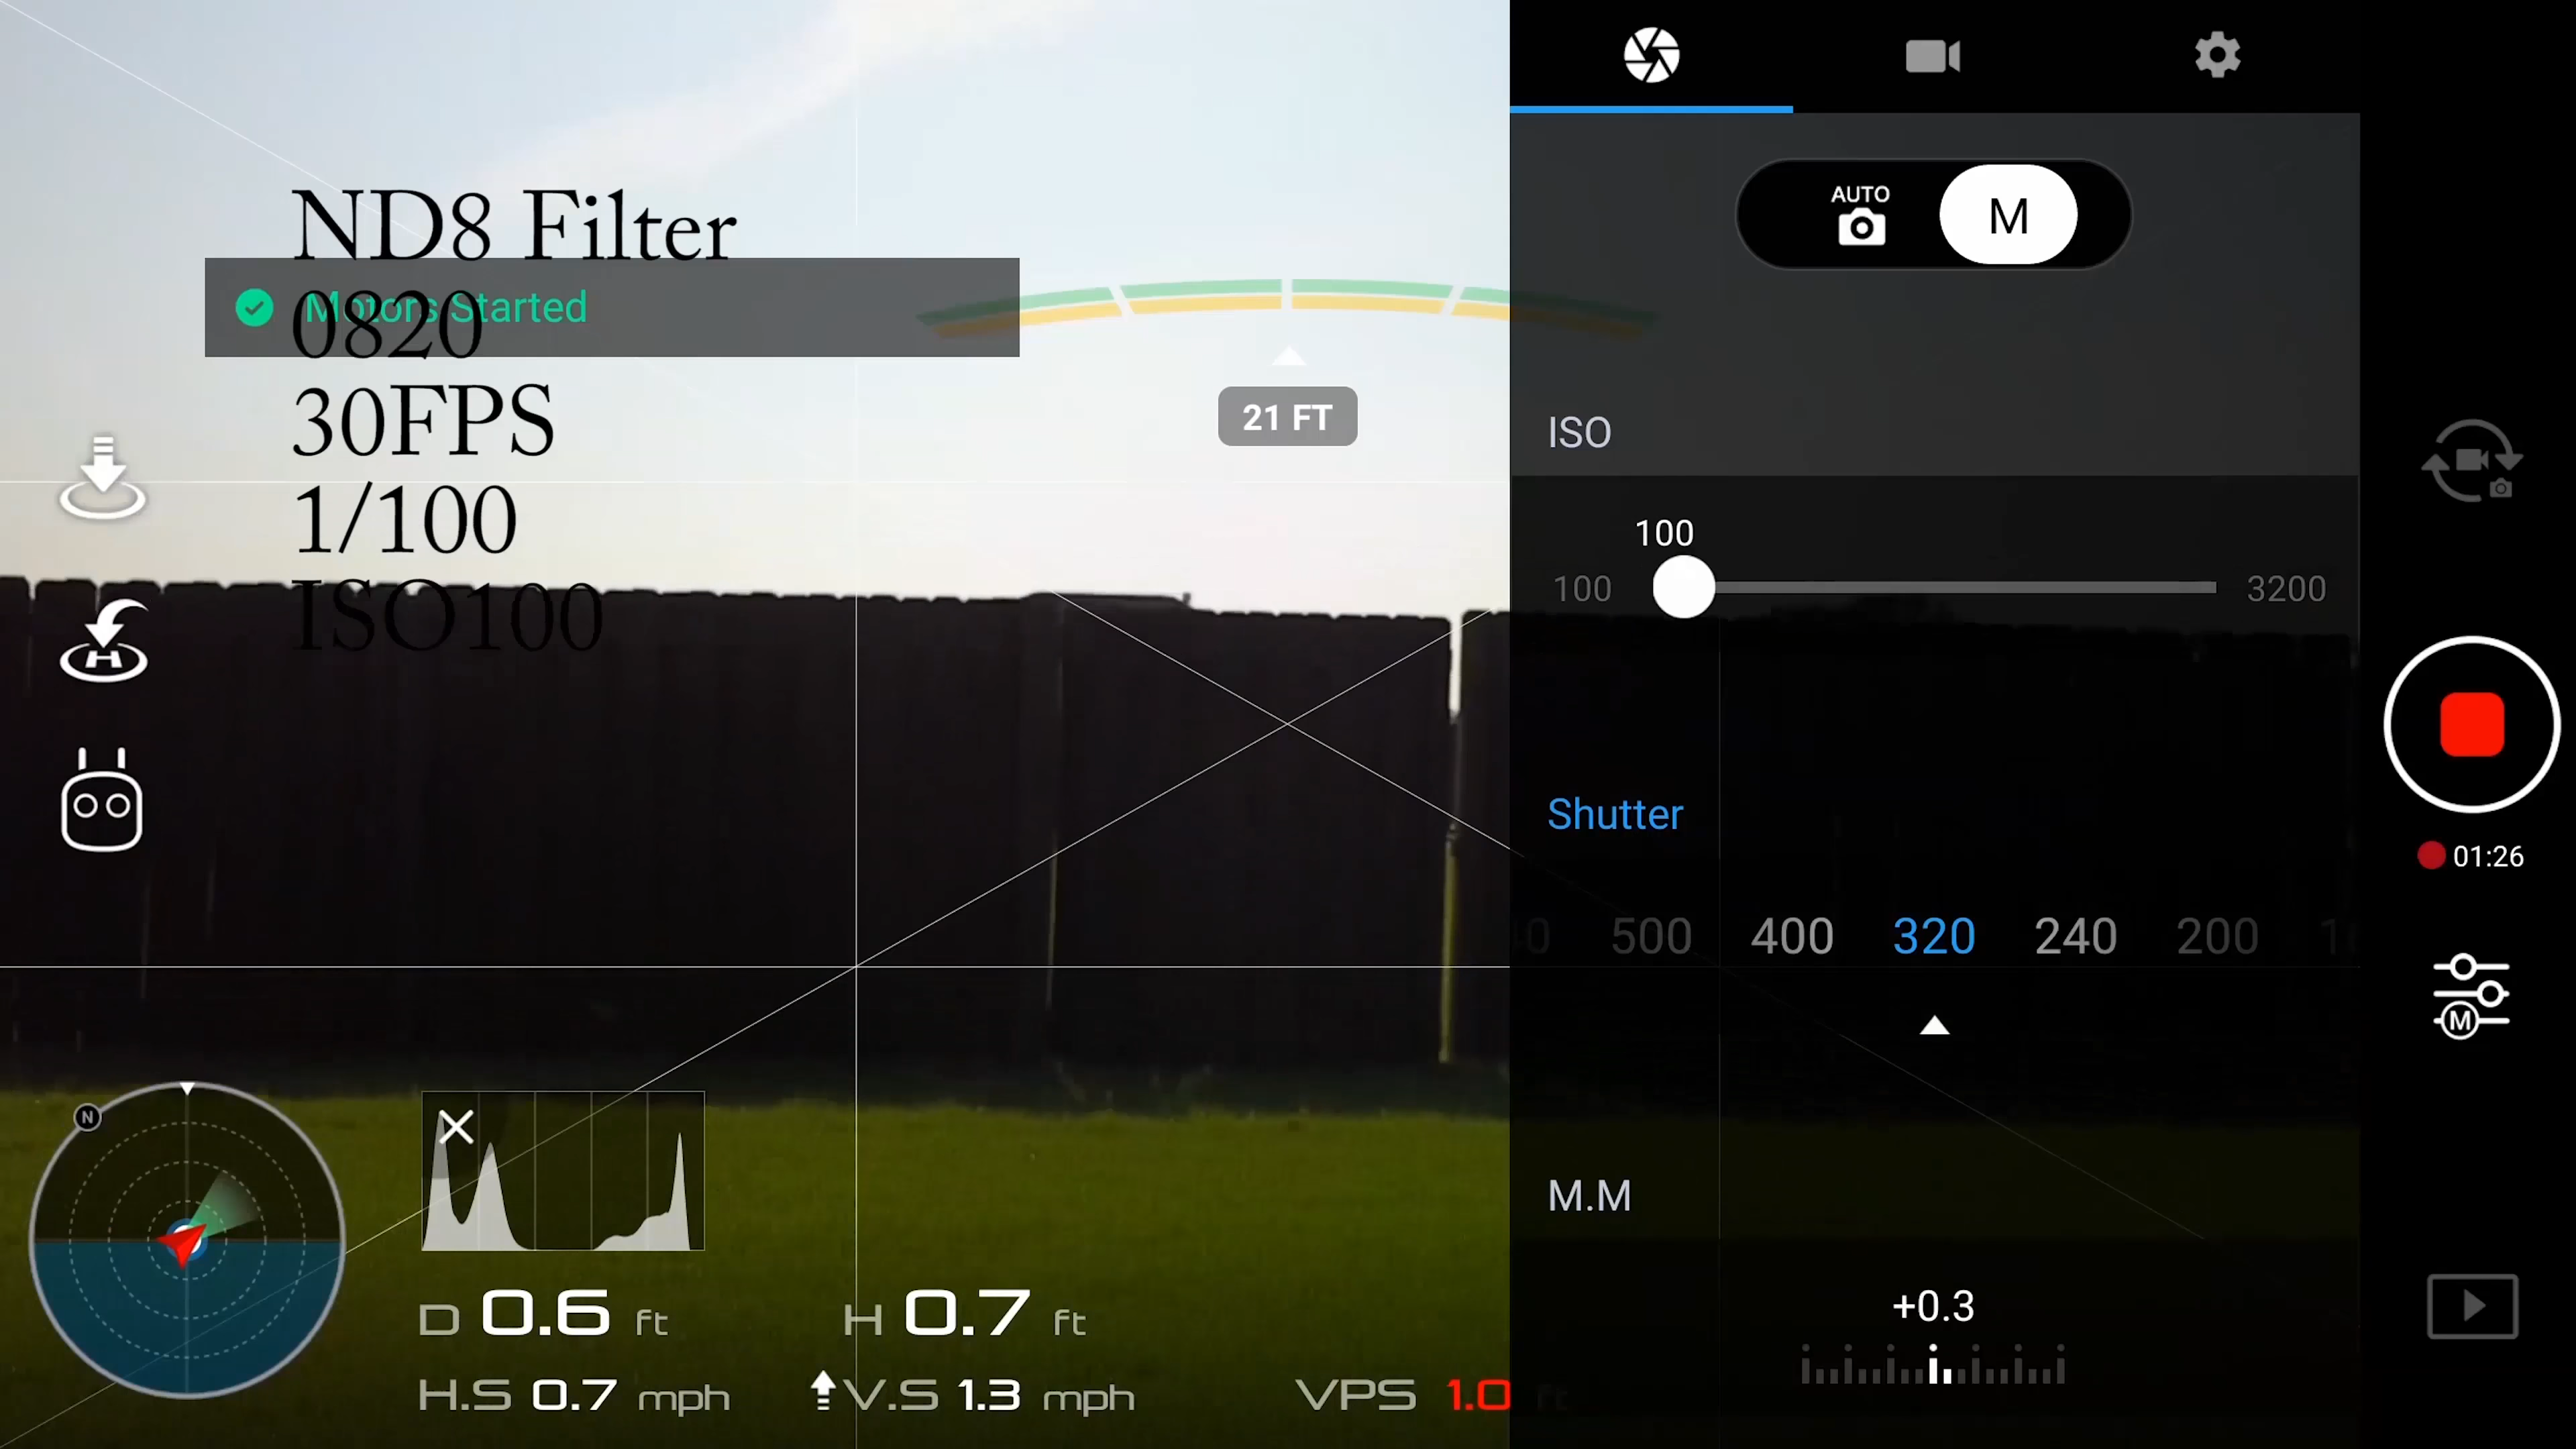 AUTO
M
ND8 Filter
Motors Started
0820
30FPS
21 FT
ISO
1/100
100
100
3200
ISO100
Shutter
01:26
500 400 320 240 200
M
N
M.M
+0.3
D 0.6 ft
H 0.7 ft
H.S 0.7 mph
V.S 1.3 mph
VPS 1.0 ft
H